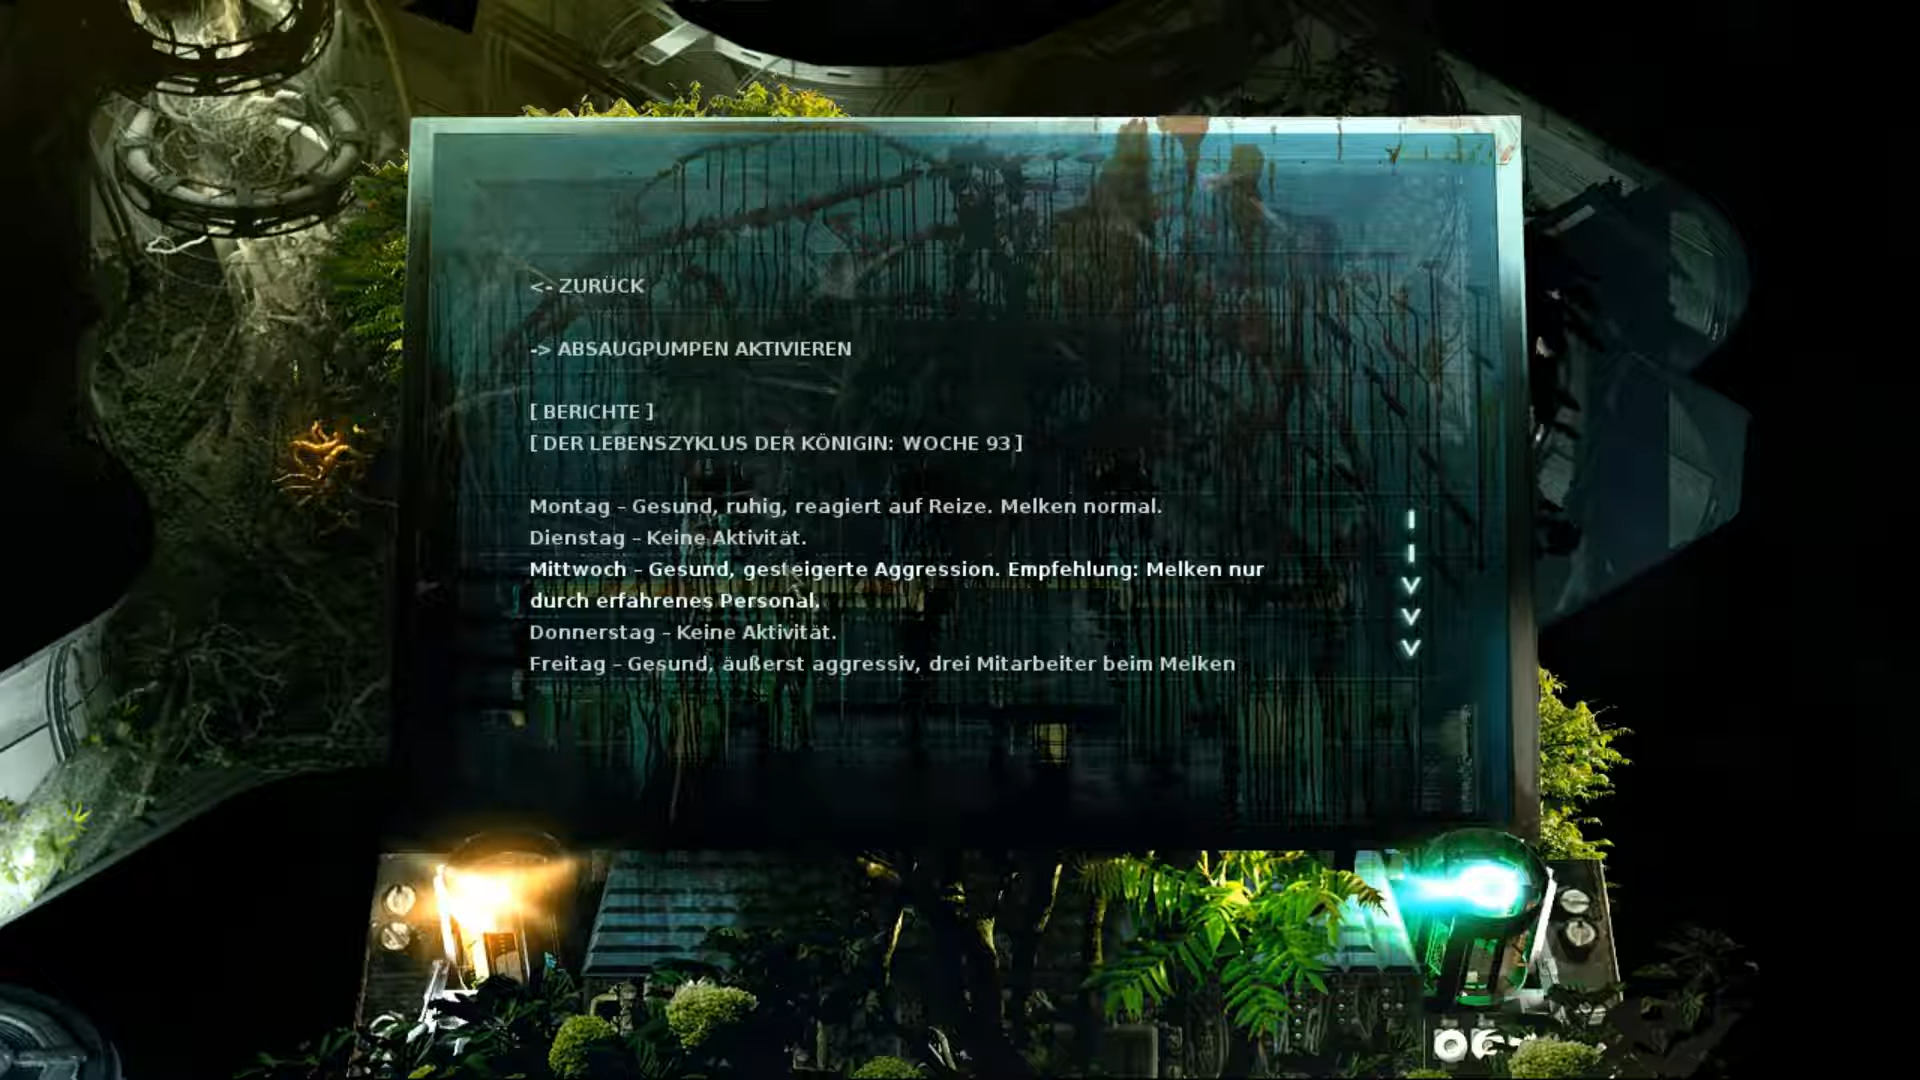 <- ZURÜCK
-> ABSAUGPUMPEN AKTIVIEREN
[ BERICHTE ]
[ DER LEBENSZYKLUS DER KÖNIGIN: WOCHE 93 ]
Montag – Gesund, ruhig, reagiert auf Reize. Melken normal.
Dienstag – Keine Aktivität.
Mittwoch – Gesund, gesteigerte Aggression. Empfehlung: Melken nur
durch erfahrenes Personal.
Donnerstag – Keine Aktivität.
Freitag – Gesund, äußerst aggressiv, drei Mitarbeiter beim Melken